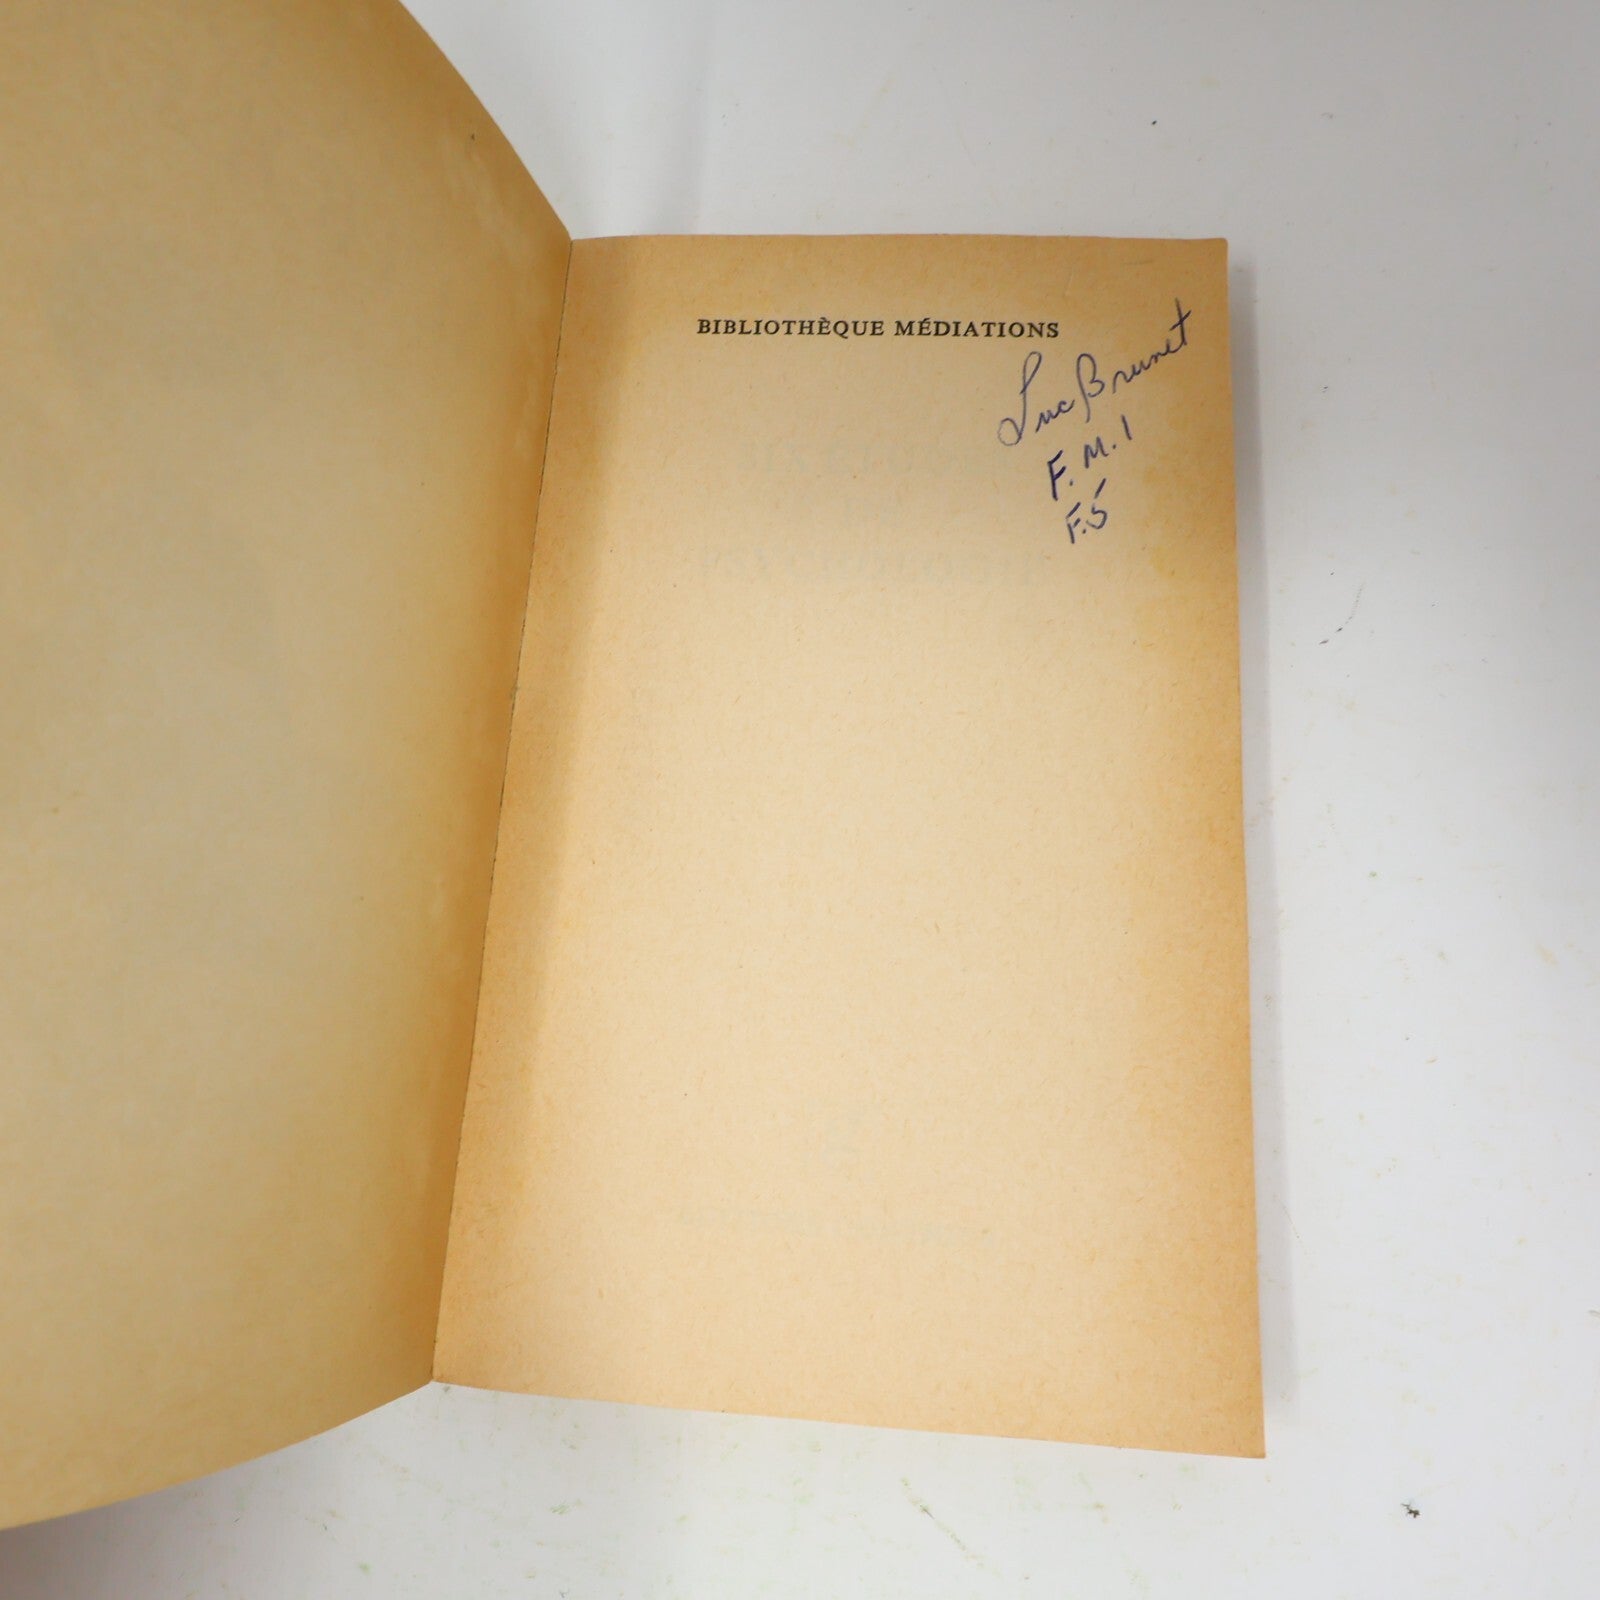 BIBLIOTHÈQUE MÉDIATIONS
Luc Brunet
F. M. 1
F.5